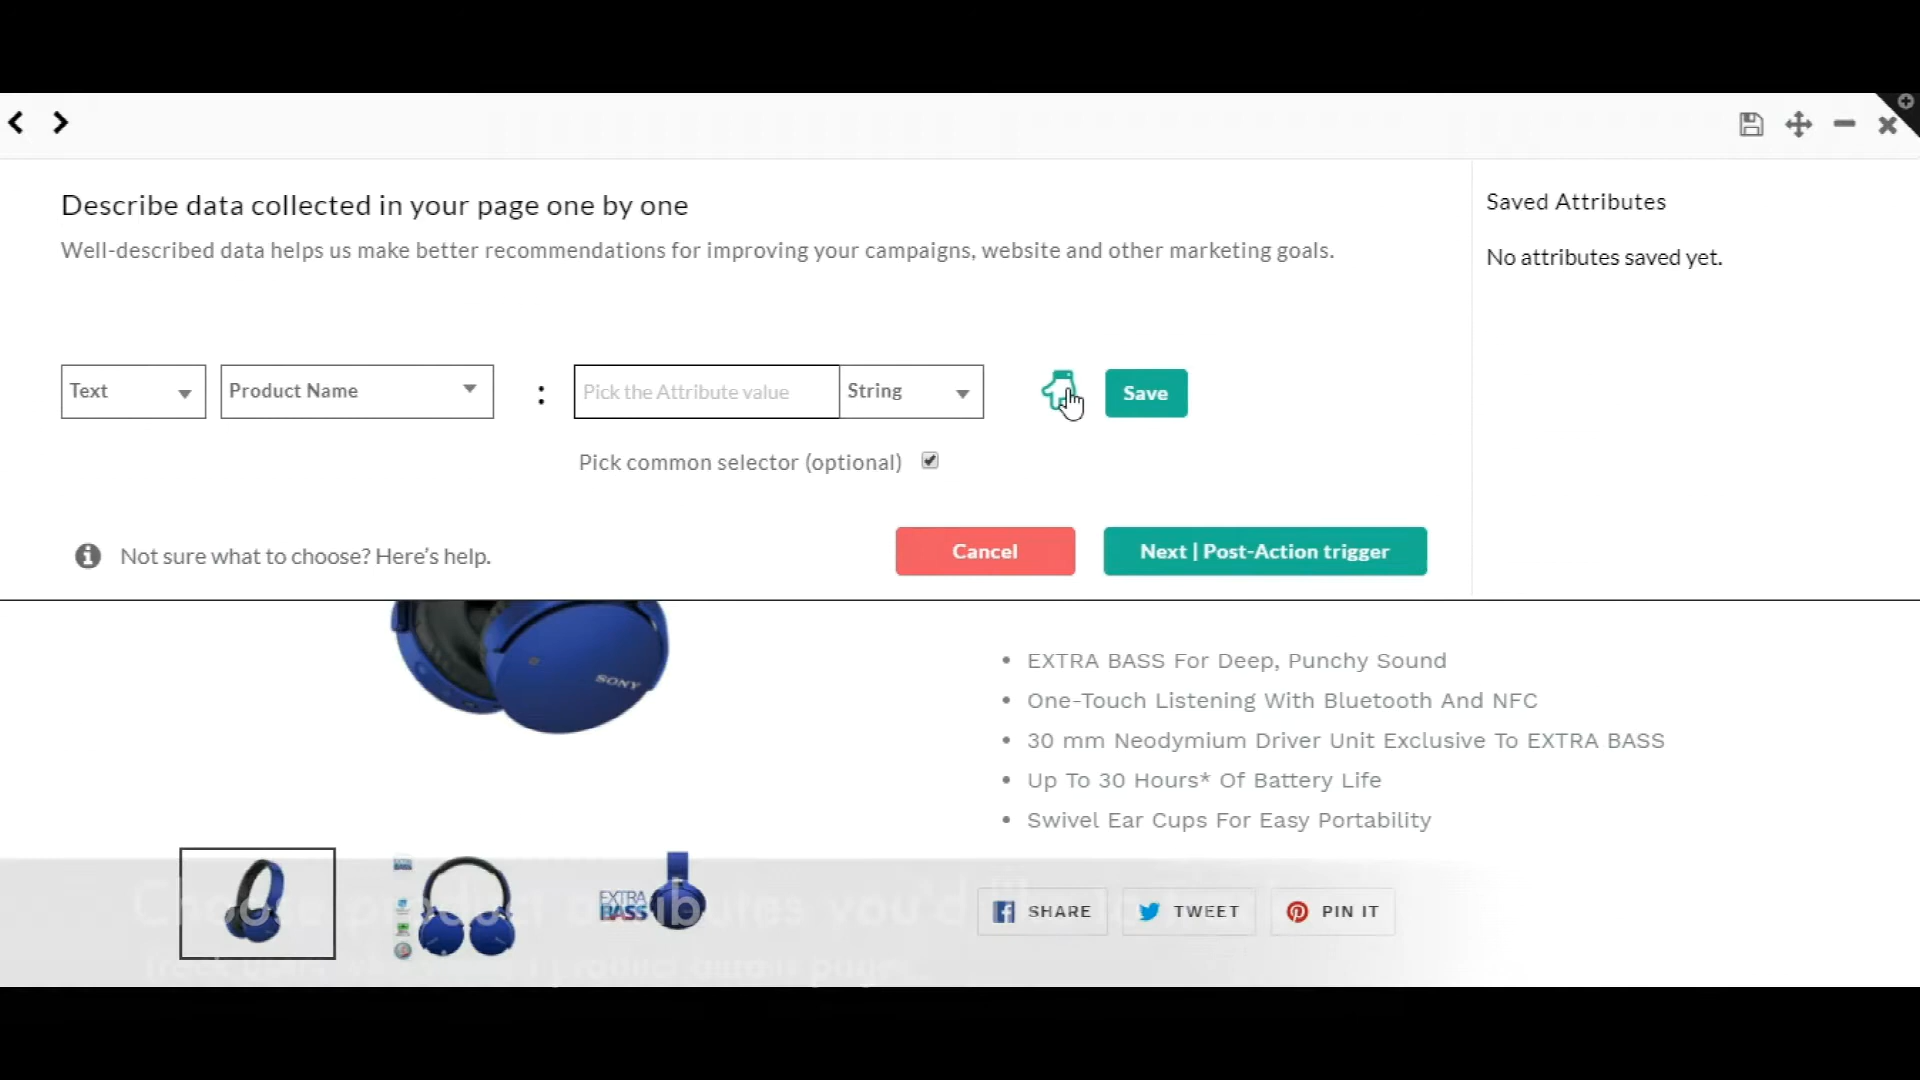 Describe data collected in your page one by one
Well-described data helps us make better recommendations for improving your campaigns, website and other marketing goals.
Saved Attributes
No attributes saved yet.
Text
Product Name
:
Pick the Attribute value
String
Save
Pick common selector (optional)
Not sure what to choose? Here's help.
Cancel
Next | Post-Action trigger
SONY
EXTRA BASS For Deep, Punchy Sound
One-Touch Listening With Bluetooth And NFC
30 mm Neodymium Driver Unit Exclusive To EXTRA BASS
Up To 30 Hours* Of Battery Life
Swivel Ear Cups For Easy Portability
EXTRA
BASS
SHARE
TWEET
PIN IT